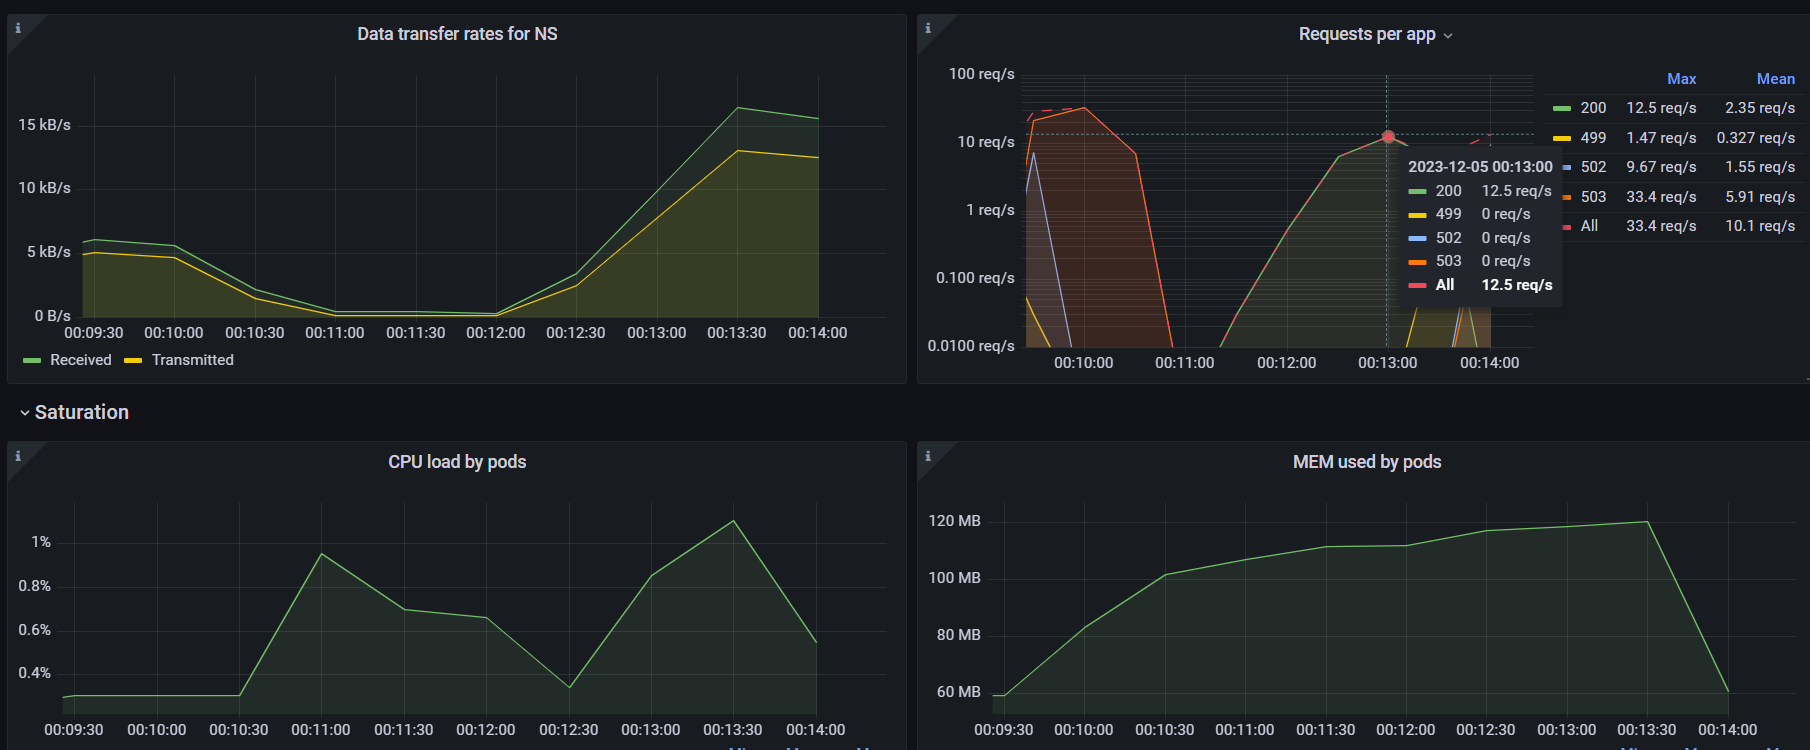 Data transfer rates for NS
15 kB/s
10 kB/s
5 kB/s
0 B/s
00:09:30 00:10:00 00:10:30 00:11:00 00:11:30 00:12:00 00:12:30 00:13:00 00:13:30 00:14:00
Received Transmitted
Requests per app
100 req/s
10 req/s
1 req/s
0.100 req/s
0.0100 req/s
00:10:00 00:11:00 00:12:00 00:13:00 00:14:00
Max Mean
200 12.5 req/s 2.35 req/s
499 1.47 req/s 0.327 req/s
502 9.67 req/s 1.55 req/s
503 33.4 req/s 5.91 req/s
All 33.4 req/s 10.1 req/s
2023-12-05 00:13:00
200 12.5 req/s
499 0 req/s
502 0 req/s
503 0 req/s
All 12.5 req/s
Saturation
CPU load by pods
1%
0.8%
0.6%
0.4%
00:09:30 00:10:00 00:10:30 00:11:00 00:11:30 00:12:00 00:12:30 00:13:00 00:13:30 00:14:00
MEM used by pods
120 MB
100 MB
80 MB
60 MB
00:09:30 00:10:00 00:10:30 00:11:00 00:11:30 00:12:00 00:12:30 00:13:00 00:13:30 00:14:00